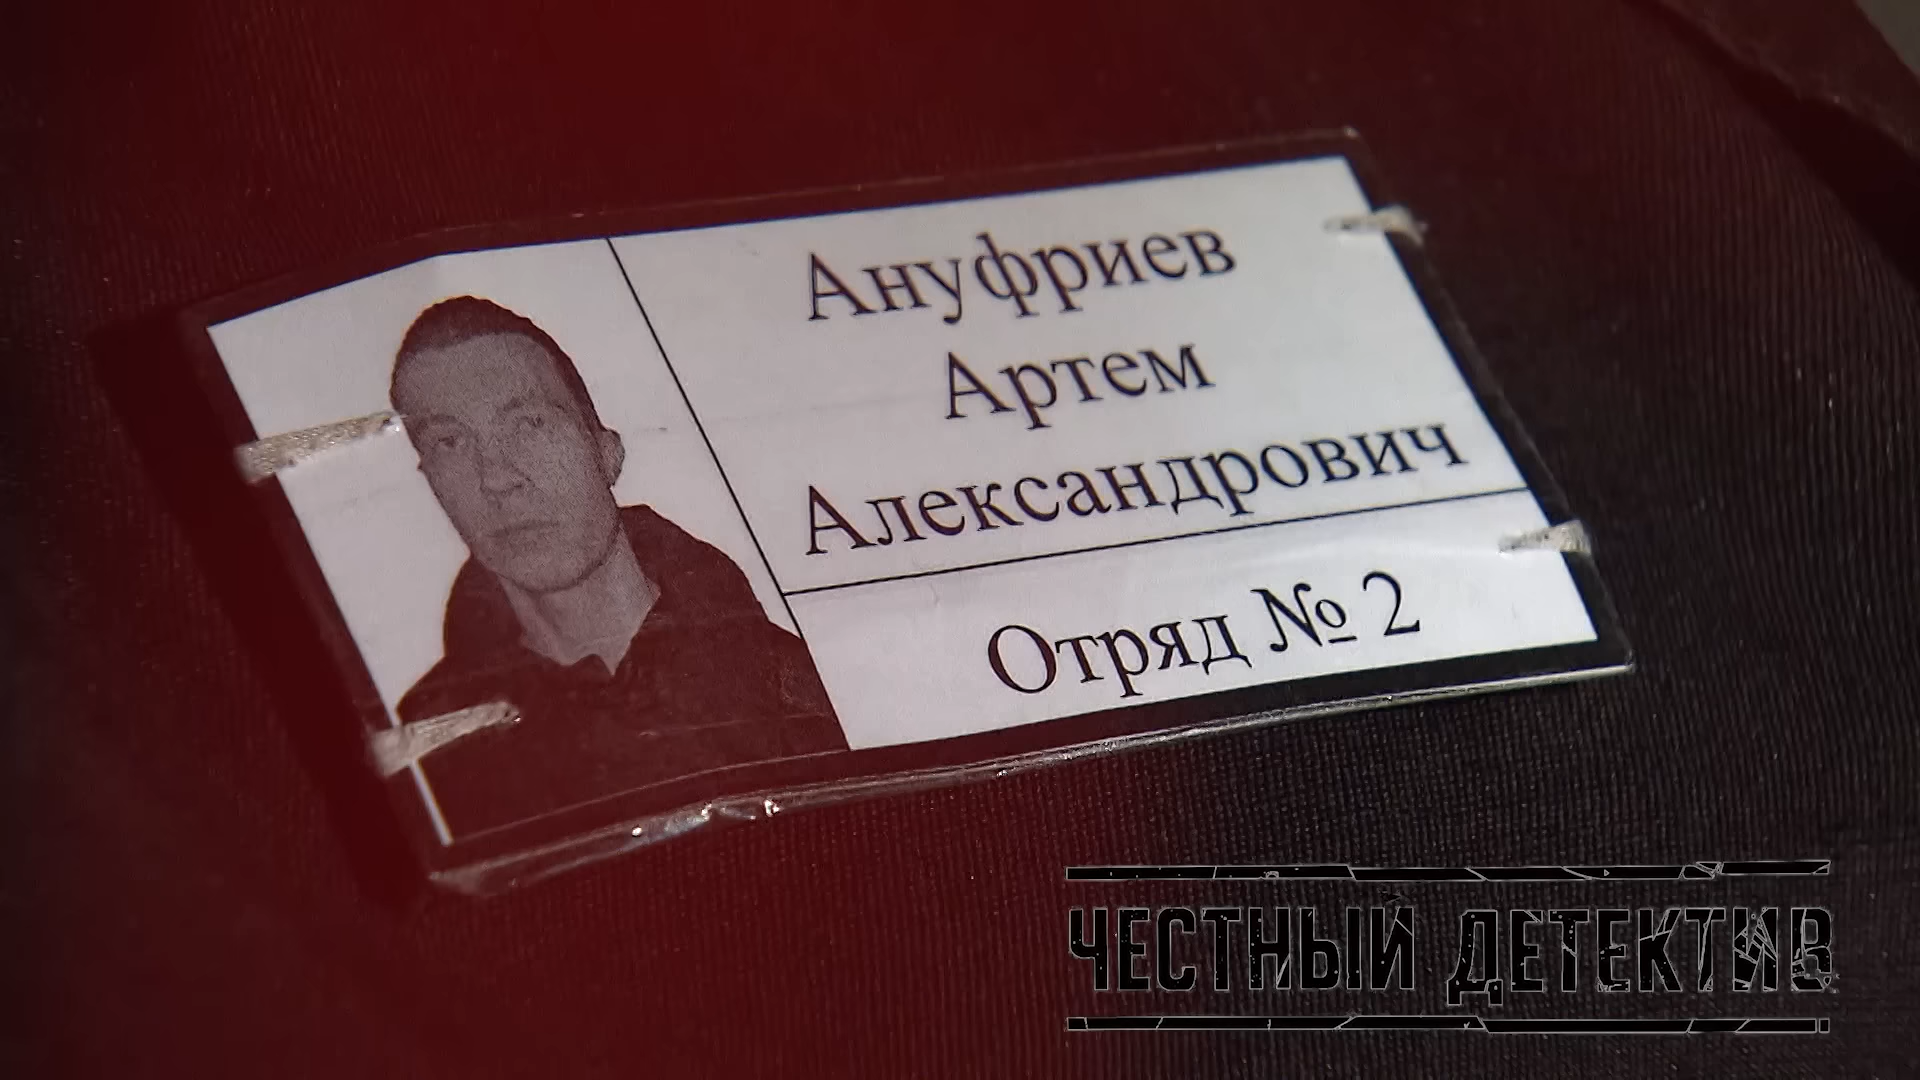 Ануфриев
Артем
Александрович
Отряд № 2
ЧЕСТНЫЙ ДЕТЕКТИВ